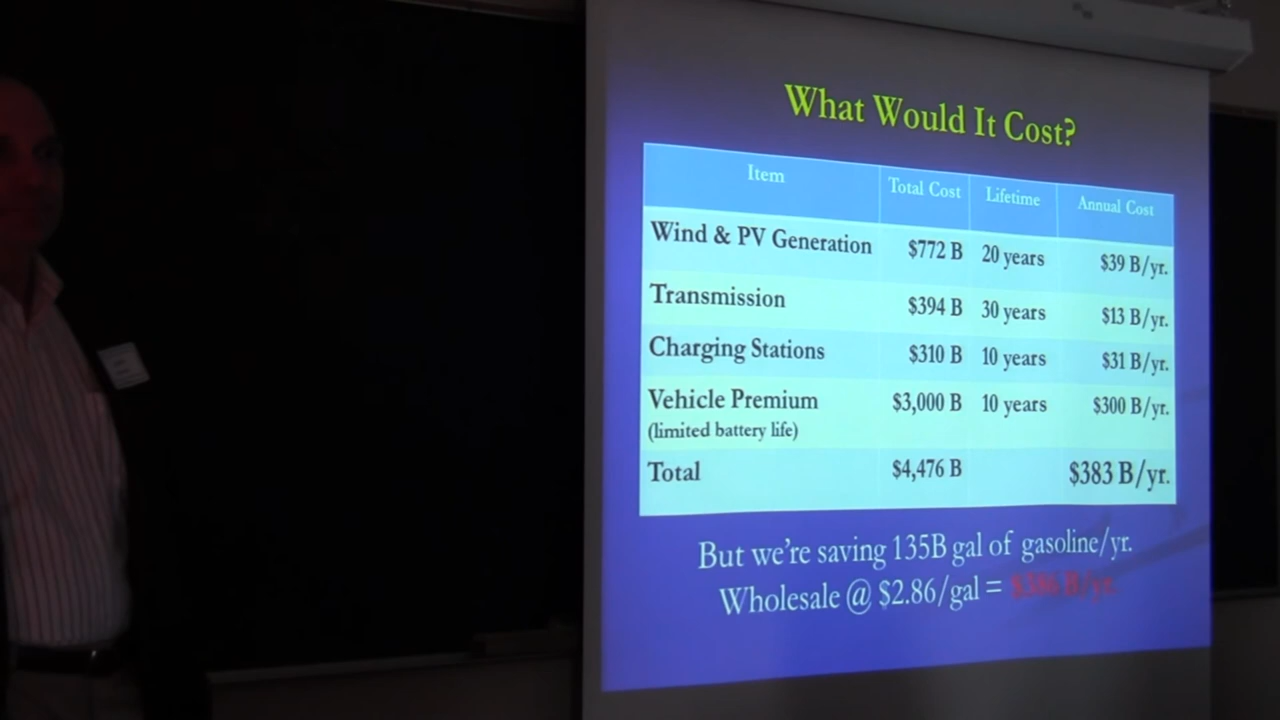 What Would It Cost?
Item Total Cost Lifetime Annual Cost
Wind & PV Generation $772 B 20 years $39 B/yr.
Transmission $394 B 30 years $13 B/yr.
Charging Stations $310 B 10 years $31 B/yr.
Vehicle Premium $3,000 B 10 years $300 B/yr.
(limited battery life)
Total $4,476 B $383 B/yr.
But we're saving 135B gal of gasoline/yr.
Wholesale @ $2.86/gal = $386 B/yr.